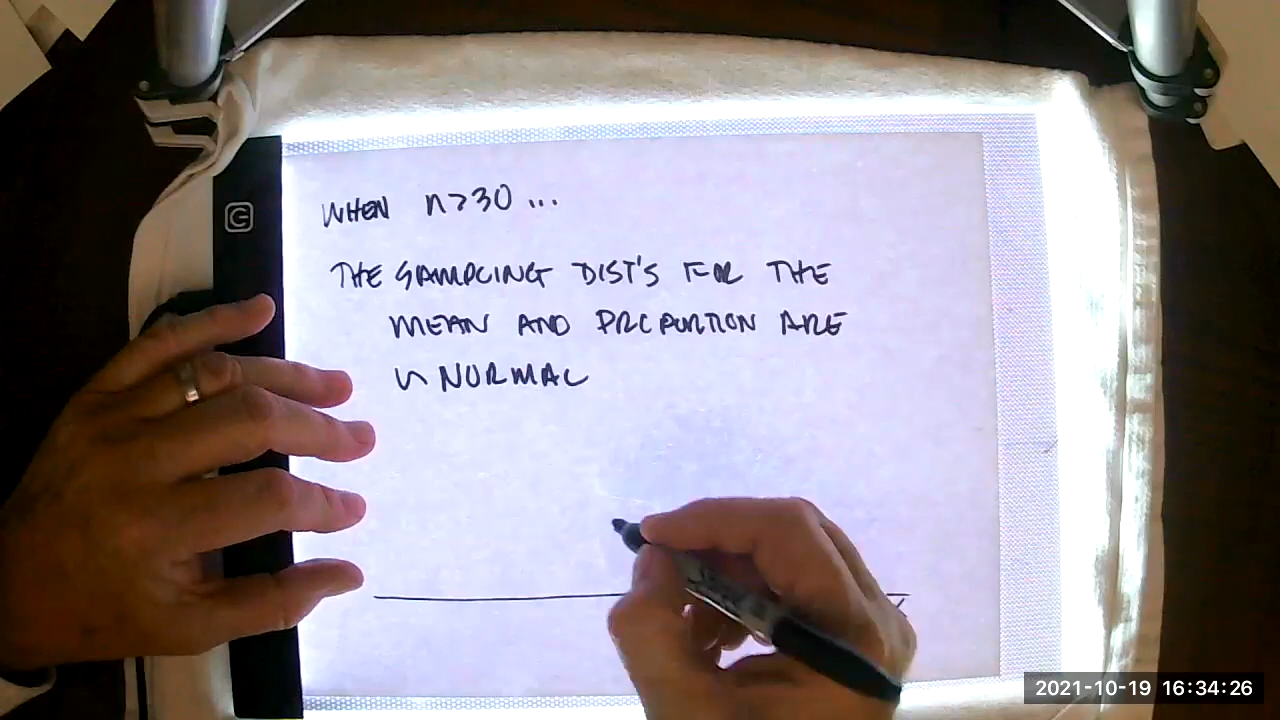 WHEN n>30 ...
THE SAMPLING DIST'S FOR THE
MEAN AND PROPORTION ARE
~ NORMAL
2021-10-19 16:34:26